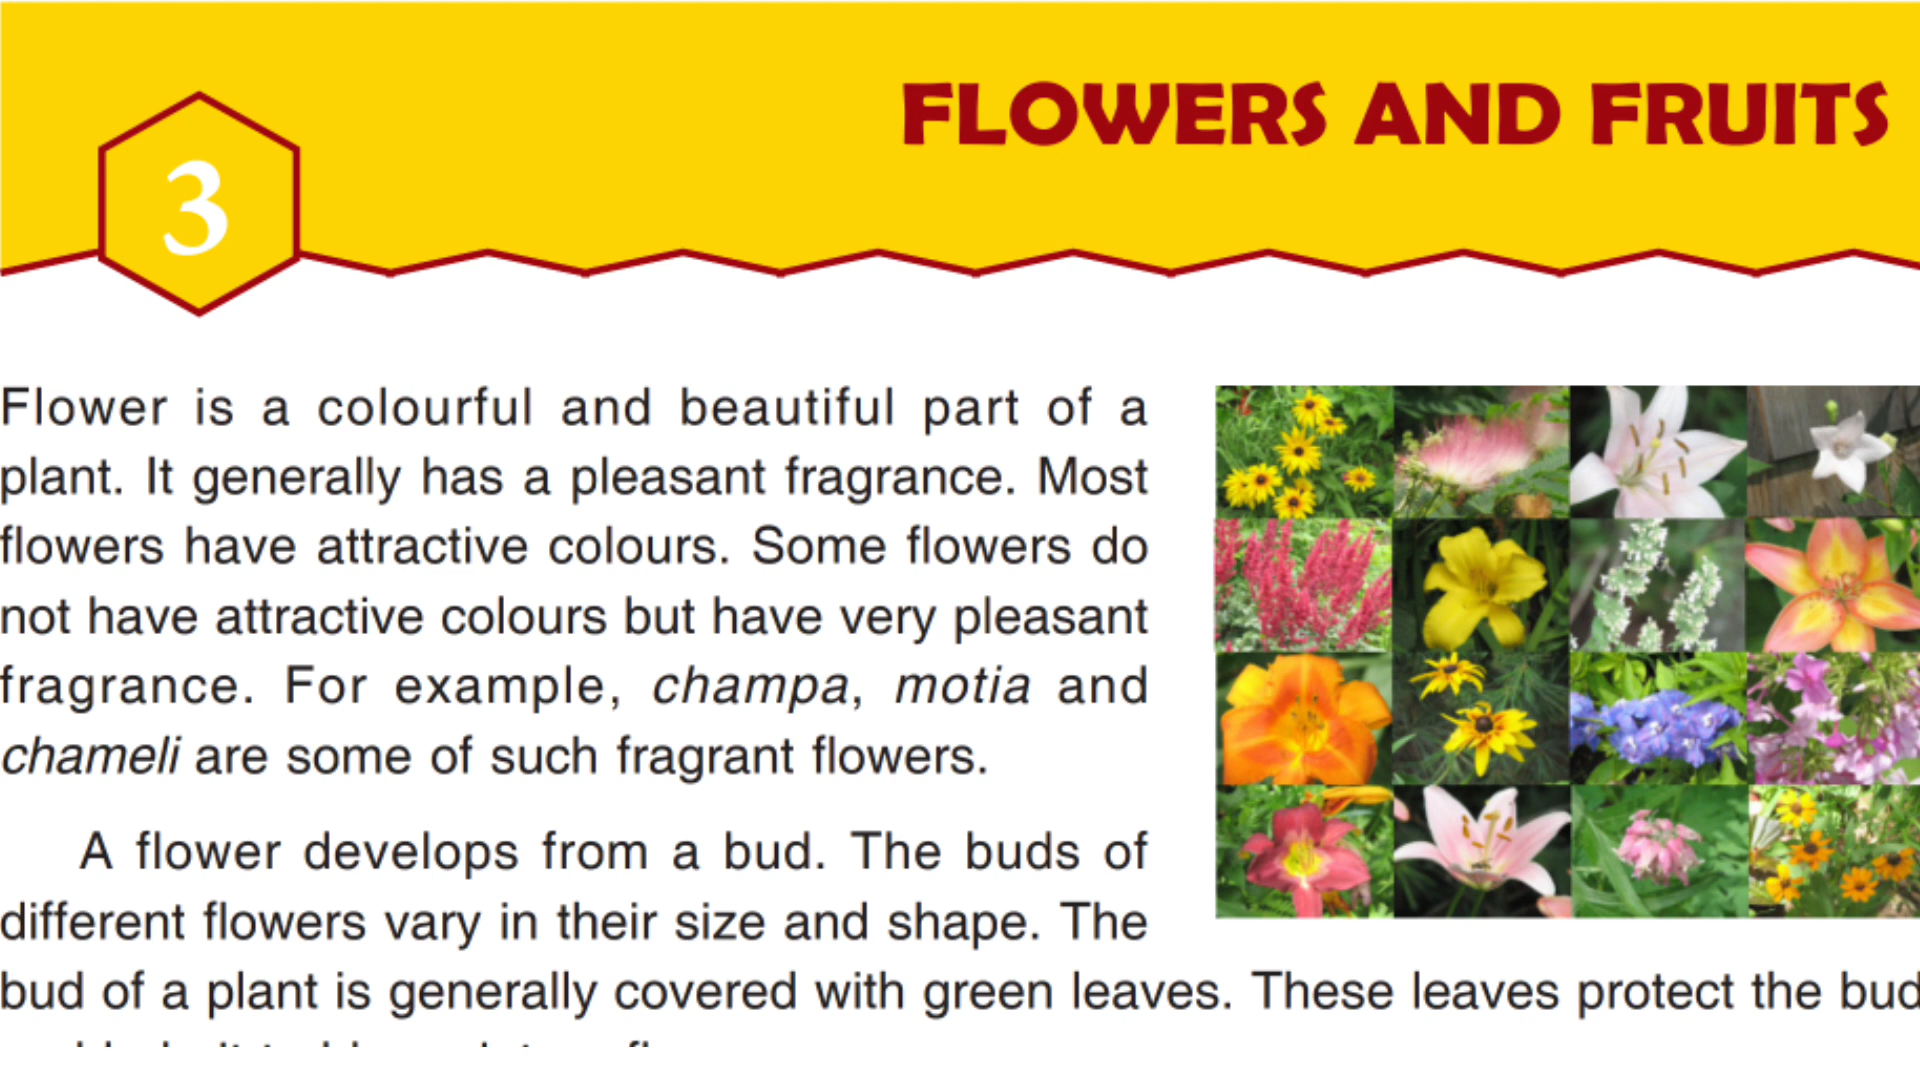 FLOWERS AND FRUITS
3
Flower is a colourful and beautiful part of a
plant. It generally has a pleasant fragrance. Most
flowers have attractive colours. Some flowers do
not have attractive colours but have very pleasant
fragrance. For example, champa, motia and
chameli are some of such fragrant flowers.
A flower develops from a bud. The buds of
different flowers vary in their size and shape. The
bud of a plant is generally covered with green leaves. These leaves protect the bud